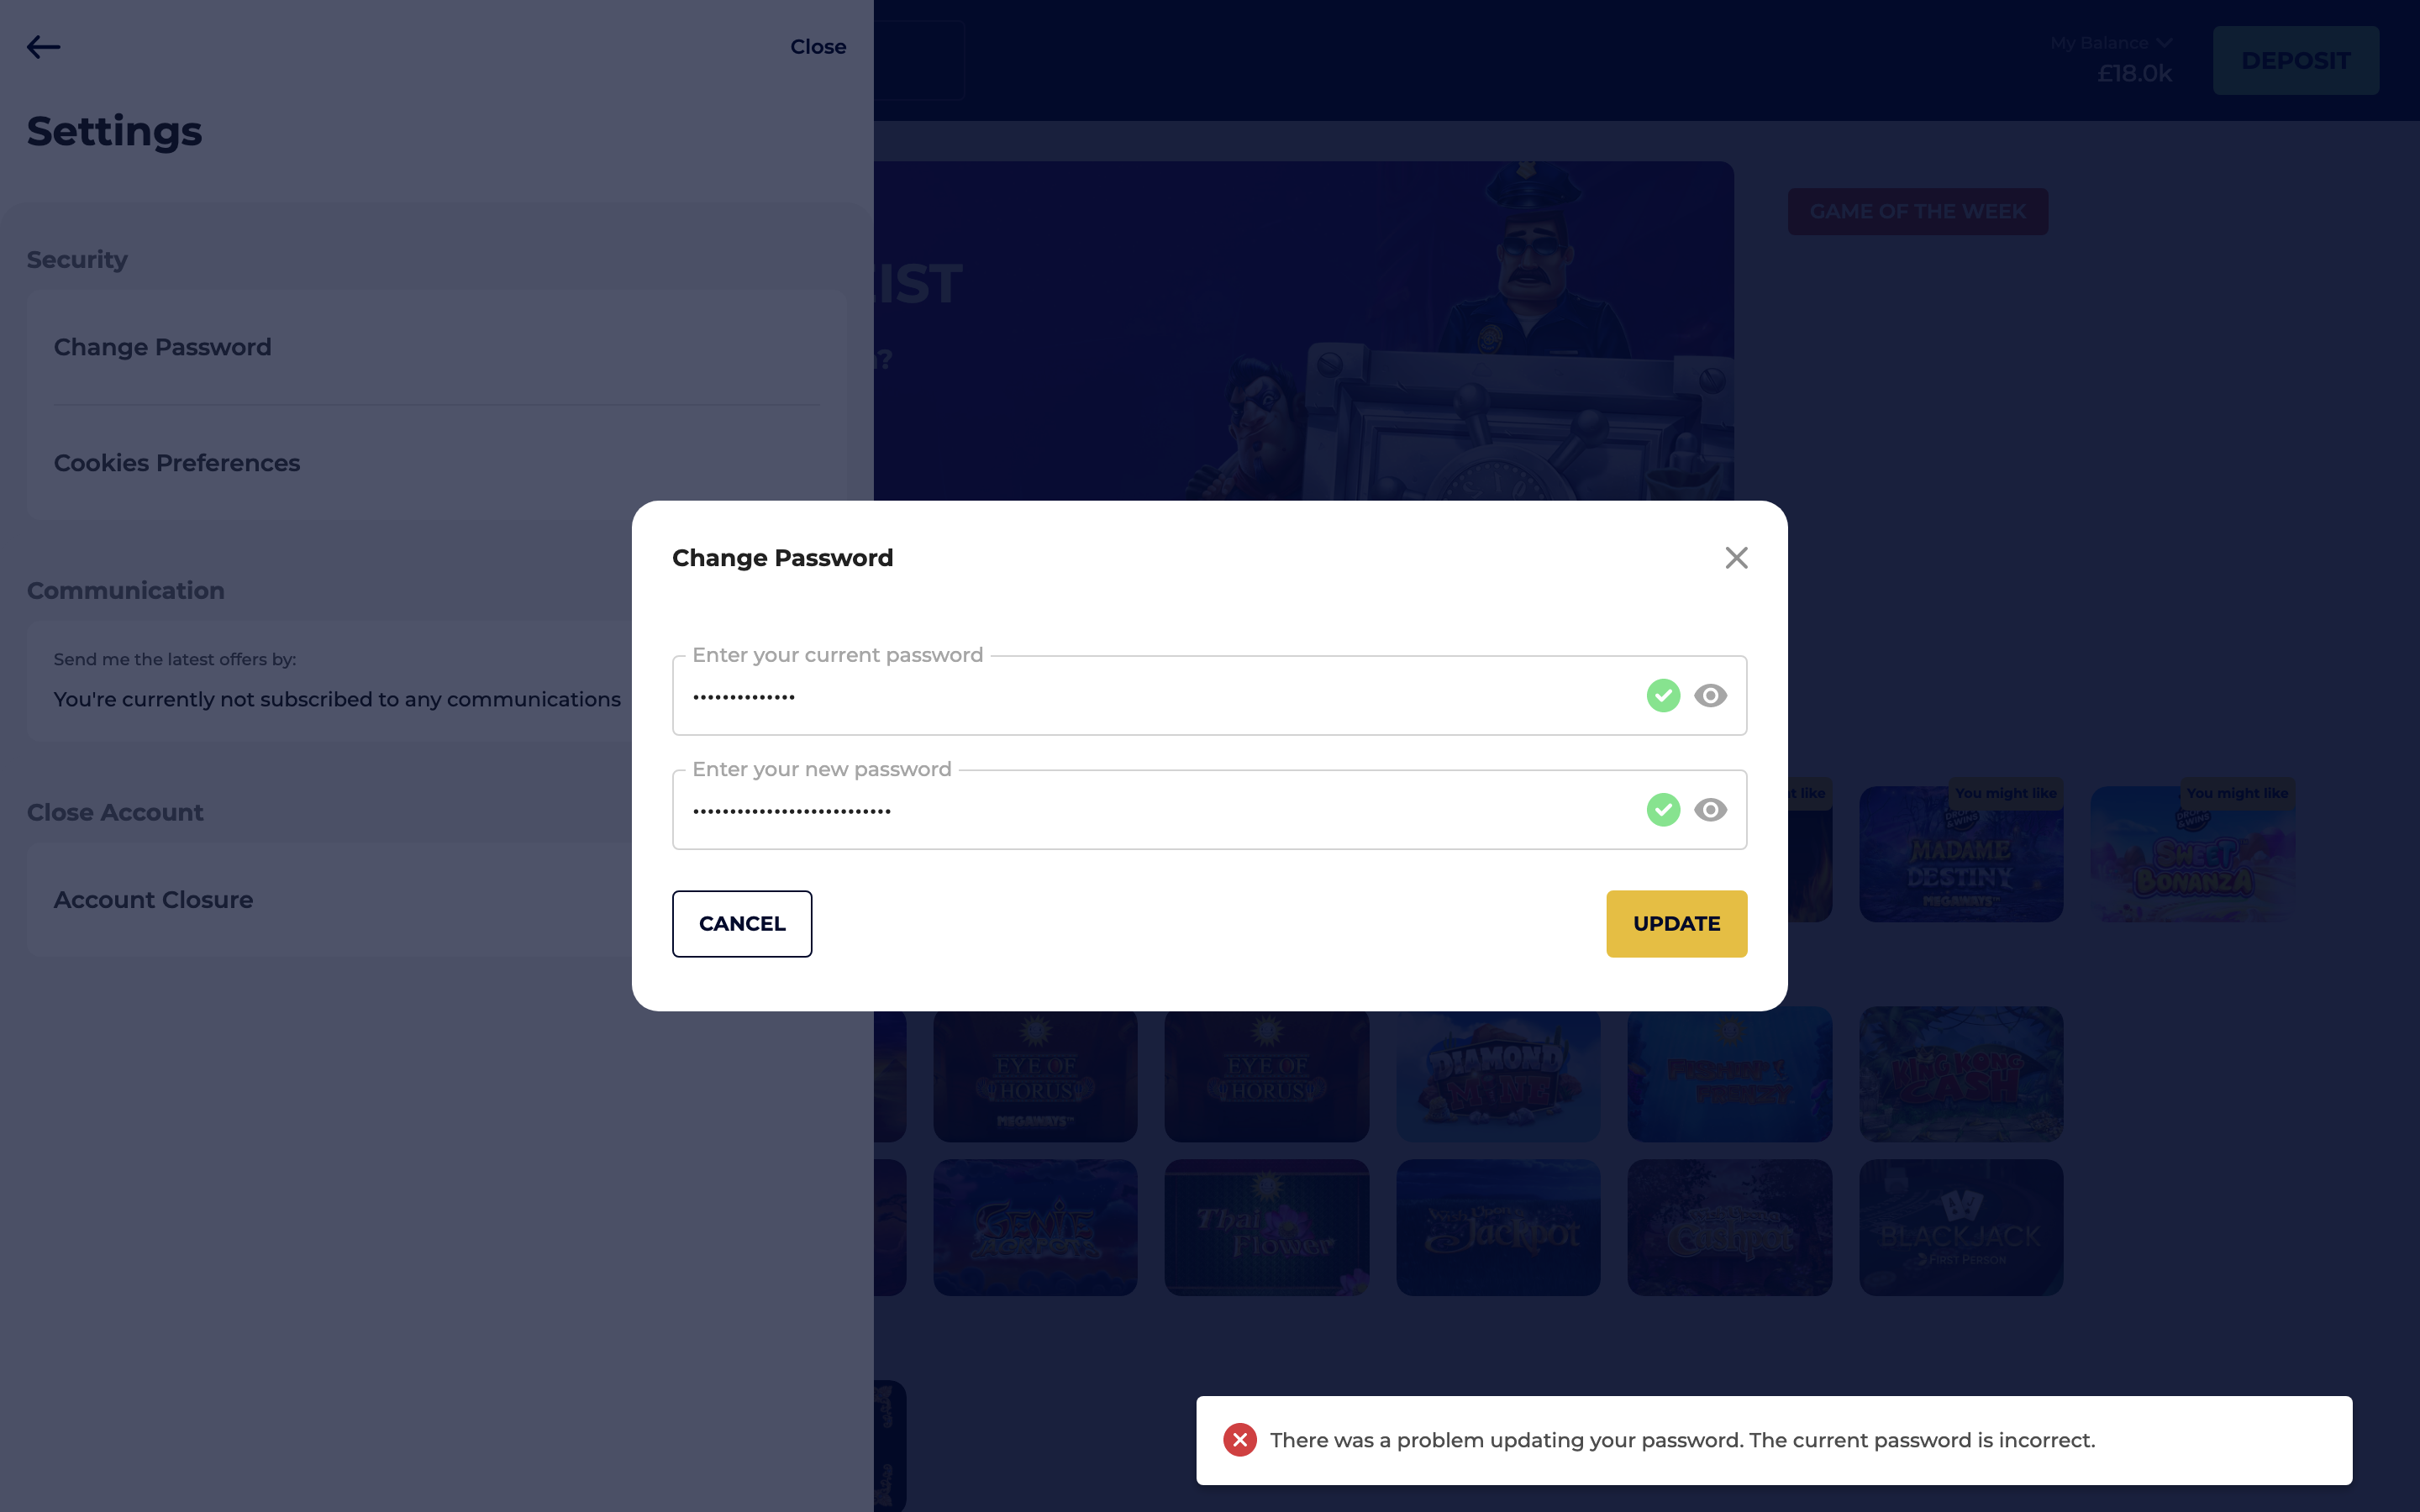 Close
Settings
Security
Change Password
Cookies Preferences
Communication
Send me the latest offers by:
You're currently not subscribed to any communications
Close Account
Account Closure
My Balance
£18.0k
DEPOSIT
GAME OF THE WEEK
Change Password
Enter your current password
••••••••••••••
Enter your new password
•••••••••••••••••••••••••••
CANCEL
UPDATE
You might like
You might like
MADAME
DESTINY
MEGAWAYS
SWEET
BONANZA
EYE OF
HORUS
MEGAWAYS
EYE OF
HORUS
DIAMOND
MINE
KING KONG
CASH
GENIE
JACKPOTS
Thai
Flower
Wish Upon a
Jackpot
BLACKJACK
FIRST PERSON
There was a problem updating your password. The current password is incorrect.